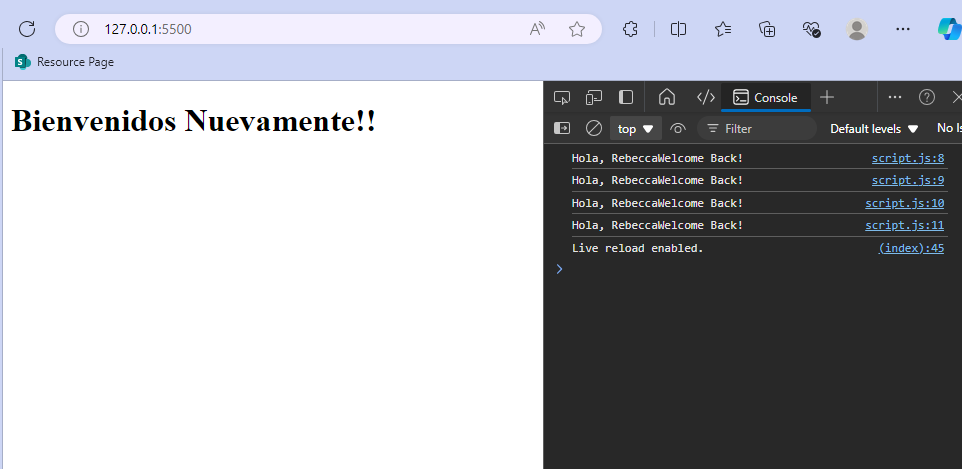 127.0.0.1:5500
Resource Page
Bienvenidos Nuevamente!!
Console
top
Filter
Default levels
No Is
Hola, RebeccaWelcome Back! script.js:8
Hola, RebeccaWelcome Back! script.js:9
Hola, RebeccaWelcome Back! script.js:10
Hola, RebeccaWelcome Back! script.js:11
Live reload enabled. (index):45